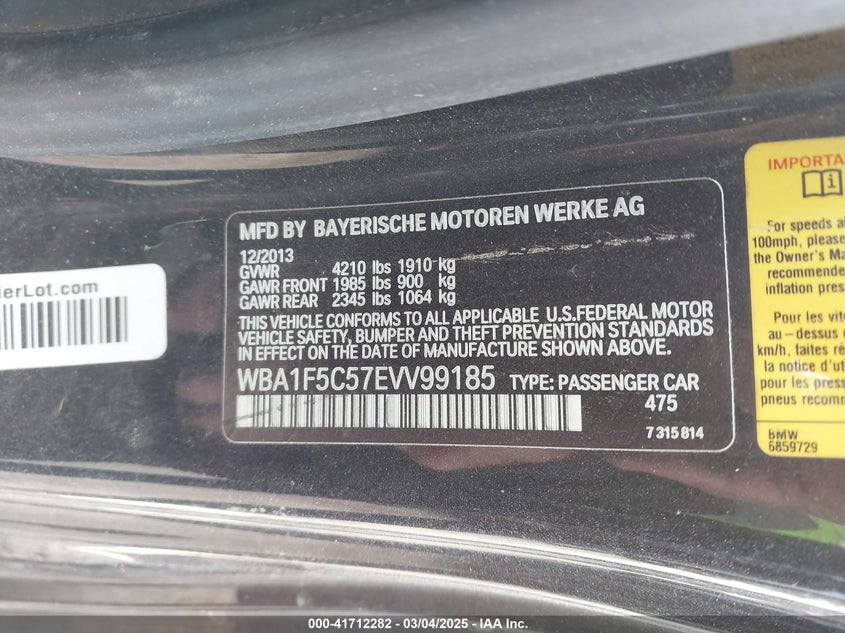 MFD BY BAYERISCHE MOTOREN WERKE AG
12/2013
GVWR 4210 lbs 1910 kg
GAWR FRONT 1985 lbs 900 kg
GAWR REAR 2345 lbs 1064 kg
THIS VEHICLE CONFORMS TO ALL APPLICABLE U.S.FEDERAL MOTOR
VEHICLE SAFETY, BUMPER AND THEFT PREVENTION STANDARDS
IN EFFECT ON THE DATE OF MANUFACTURE SHOWN ABOVE.
WBA1F5C57EVV99185 TYPE: PASSENGER CAR
475
7 315 814
erLot.com
IMPORTA
For speeds a
100mph, please
the Owner's Ma
recommende
inflation pres
Pour les vit
au-dessus
km/h, faites ré
la notice d'ut
pour les press
pneus recomm
BMW
6859729
000-41712282 - 03/04/2025 - IAA Inc.